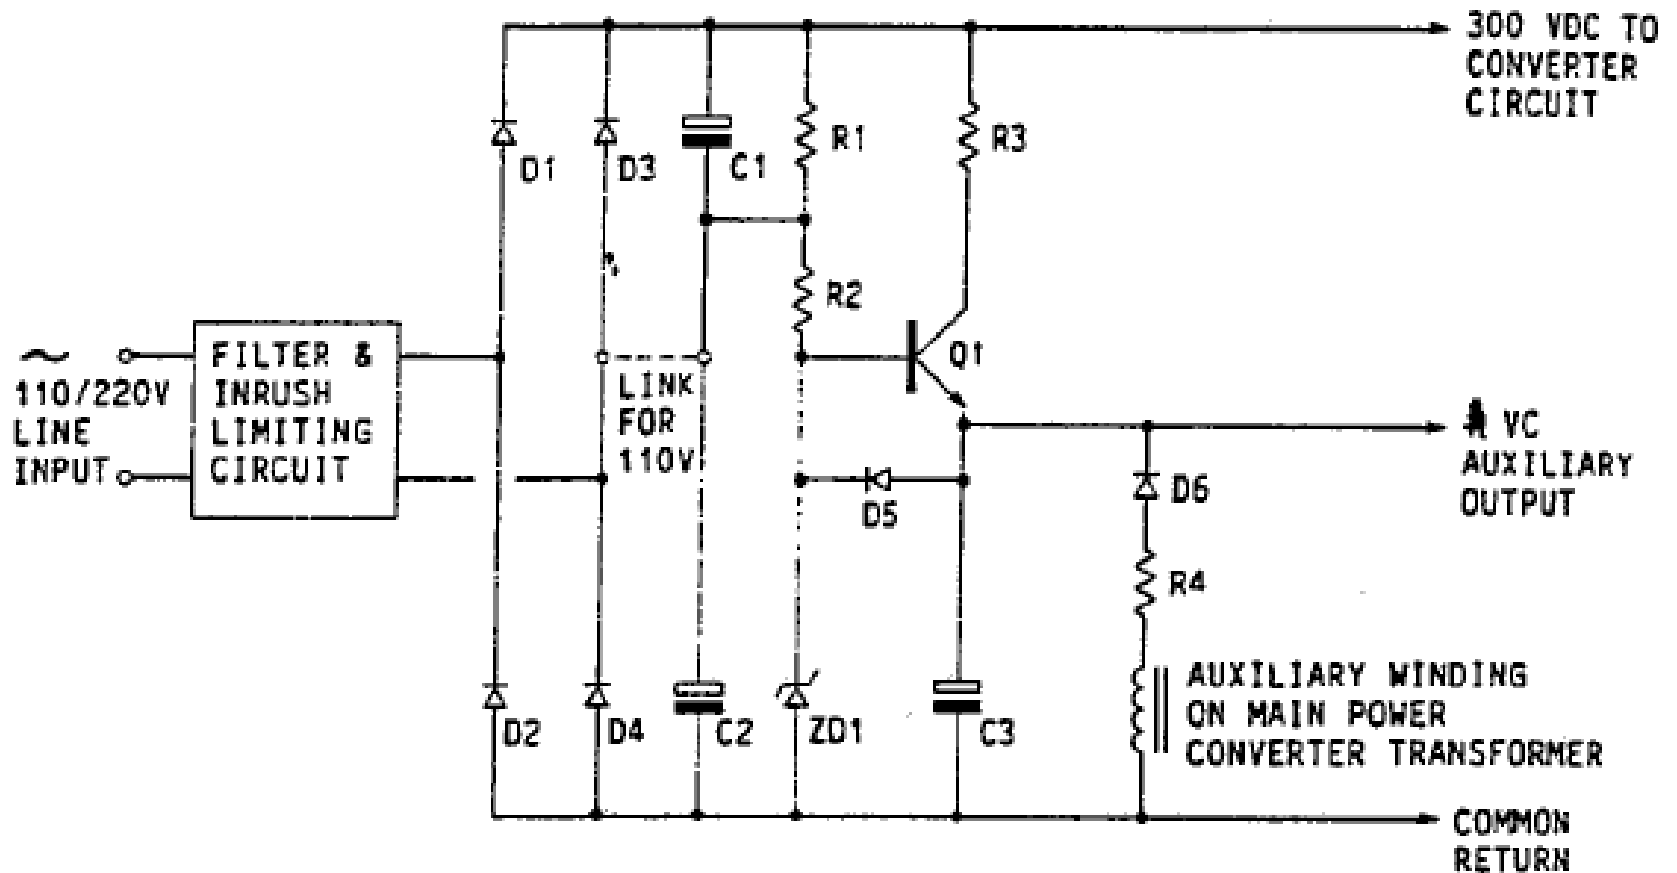 300 VDC TO
CONVERTER
CIRCUIT
D1
D3
C1
R1
R3
R2
Q1
~
110/220V
LINE
INPUT
FILTER &
INRUSH
LIMITING
CIRCUIT
LINK
FOR
110V
D5
VC
AUXILIARY
OUTPUT
D6
R4
D2
D4
C2
ZD1
C3
AUXILIARY WINDING
ON MAIN POWER
CONVERTER TRANSFORMER
COMMON
RETURN